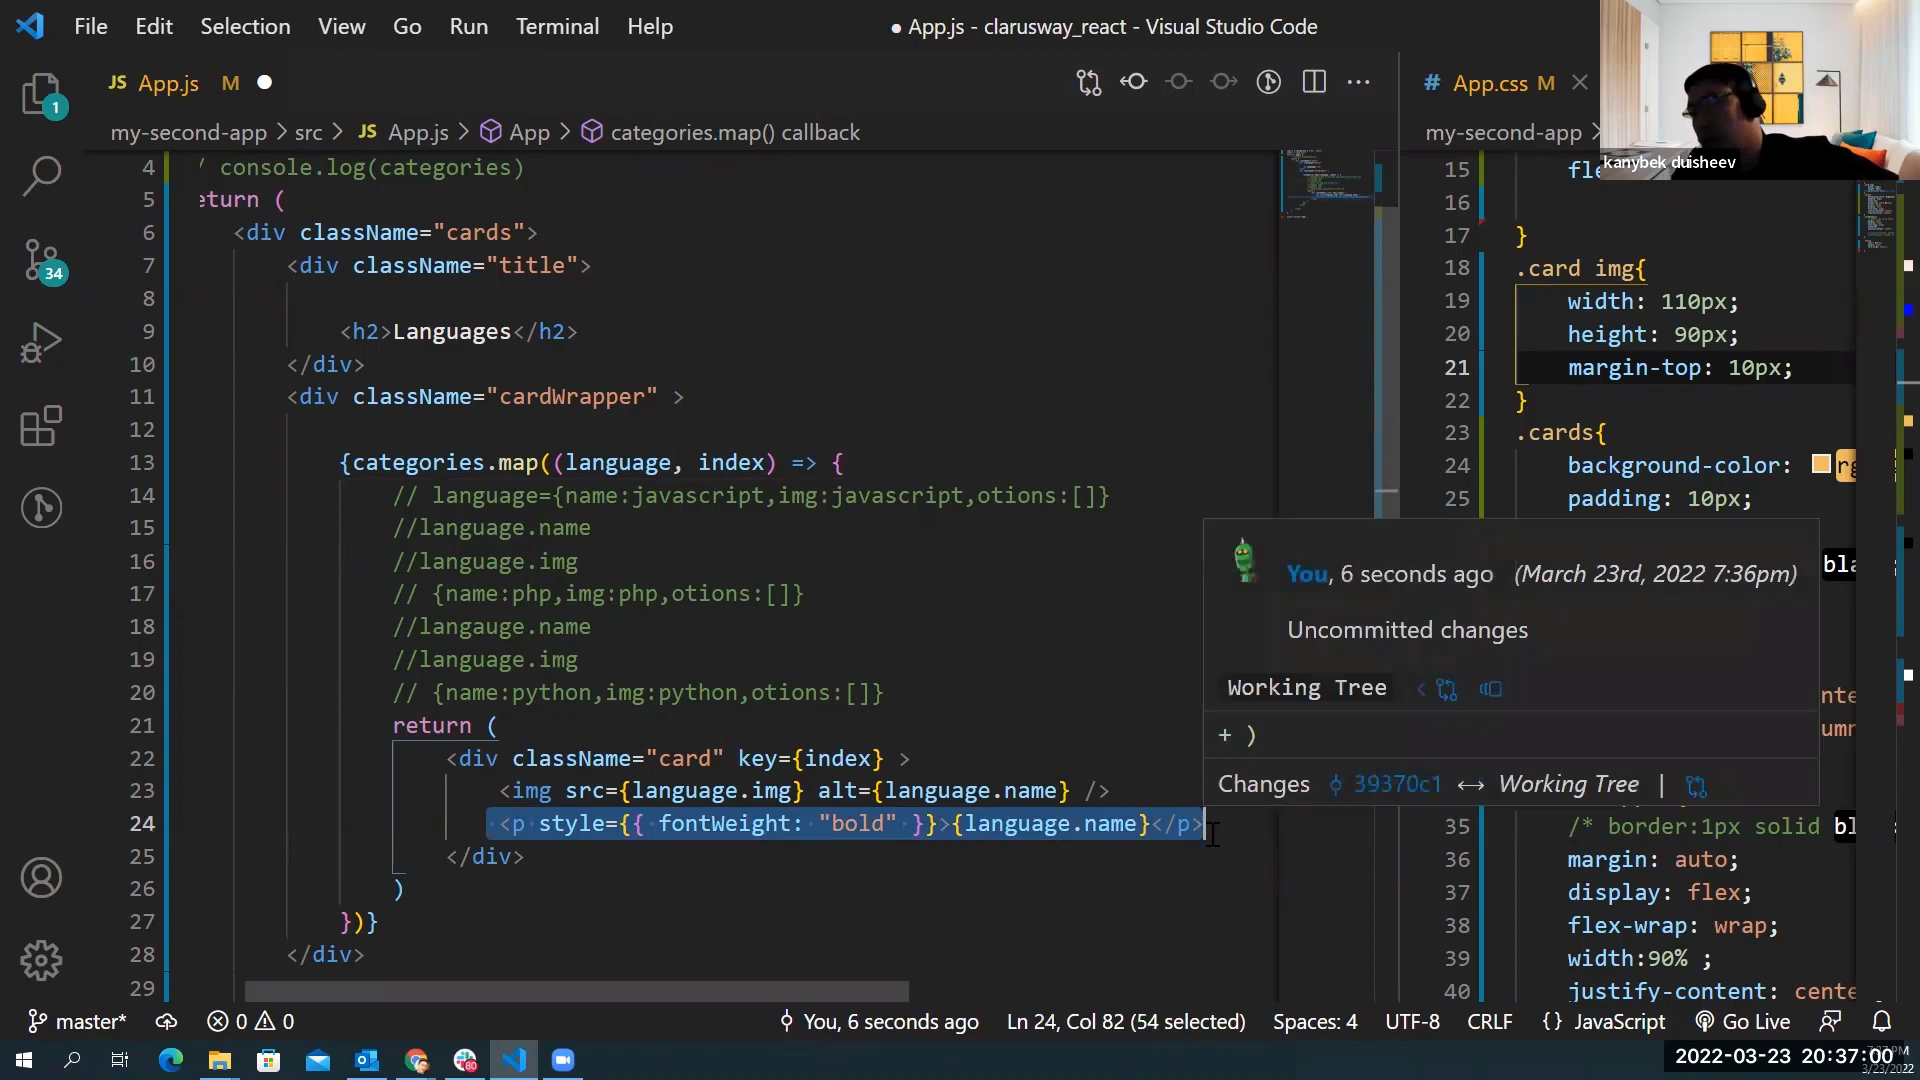 File Edit Selection View Go Run Terminal Help
● App.js - clarusway_react - Visual Studio Code
JS App.js M
# App.css M
my-second-app > src > JS App.js > App > categories.map() callback
my-second-app
kanybek duisheev
1
34
4 / console.log(categories)
5 eturn (
6 <div className="cards">
7 <div className="title">
8
9 <h2>Languages</h2>
10 </div>
11 <div className="cardWrapper" >
12
13 {categories.map((language, index) => {
14 // language={name:javascript,img:javascript,otions:[]}
15 //language.name
16 //language.img
17 // {name:php,img:php,otions:[]}
18 //langauge.name
19 //language.img
20 // {name:python,img:python,otions:[]}
21 return (
22 <div className="card" key={index} >
23 <img src={language.img} alt={language.name} />
24 <p style={{ fontWeight: "bold" }}>{language.name}</p>
25 </div>
26 )
27 })}
28 </div>
29
15 fle
16
17 }
18 .card img{
19 width: 110px;
20 height: 90px;
21 margin-top: 10px;
22 }
23 .cards{
24 background-color: rg
25 padding: 10px;
bla
nte
umn
You, 6 seconds ago (March 23rd, 2022 7:36pm)
Uncommitted changes
Working Tree
+ )
Changes 39370c1 ↔ Working Tree |
35 /* border:1px solid bl
36 margin: auto;
37 display: flex;
38 flex-wrap: wrap;
39 width:90% ;
40 justify-content: cente
master* 0 0 You, 6 seconds ago Ln 24, Col 82 (54 selected) Spaces: 4 UTF-8 CRLF {} JavaScript Go Live
80
2022-03-23 20:37:00
3/23/2022